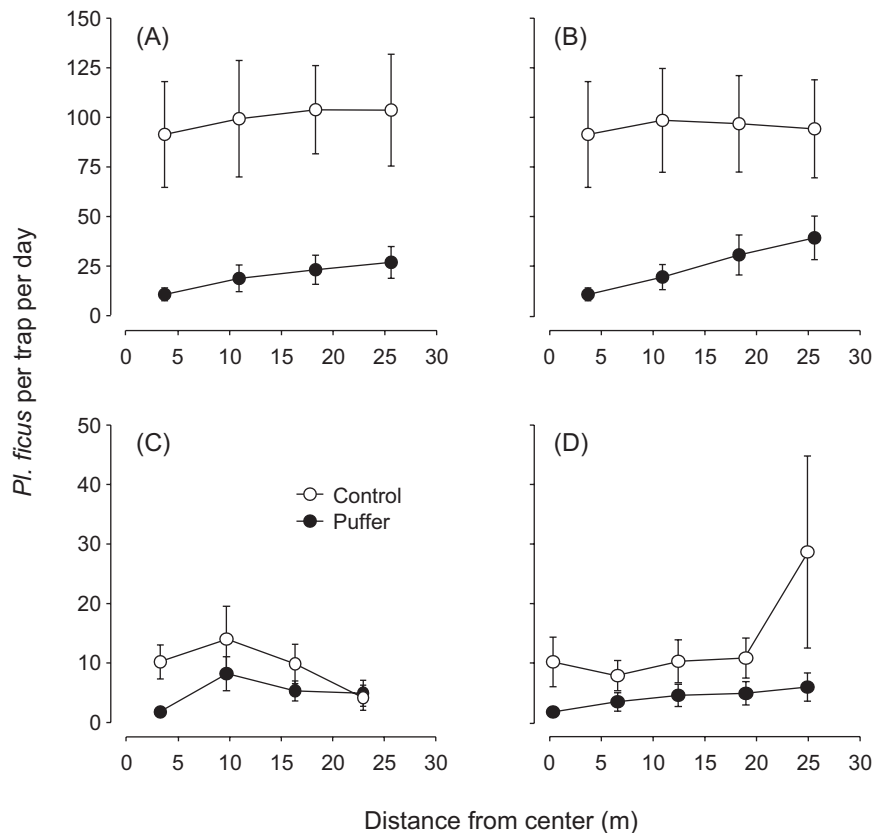 150
125
100
75
50
25
0
(A)
0 5 10 15 20 25 30
(B)
0 5 10 15 20 25 30
Pl. ficus per trap per day
50
40
30
20
10
0
(C)
Control
Puffer
0 5 10 15 20 25 30
(D)
0 5 10 15 20 25 30
Distance from center (m)